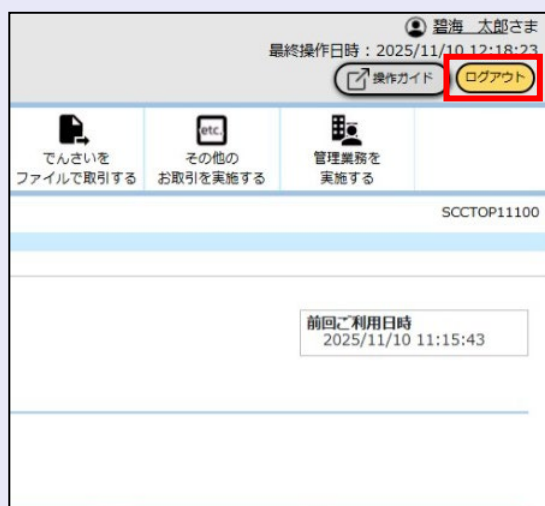 碧海 太郎さま
最終操作日時：2025/11/10 12:18:23
操作ガイド
ログアウト
でんさいを
ファイルで取引する
etc.
その他の
お取引を実施する
管理業務を
実施する
SCCTOP11100
前回ご利用日時
2025/11/10 11:15:43